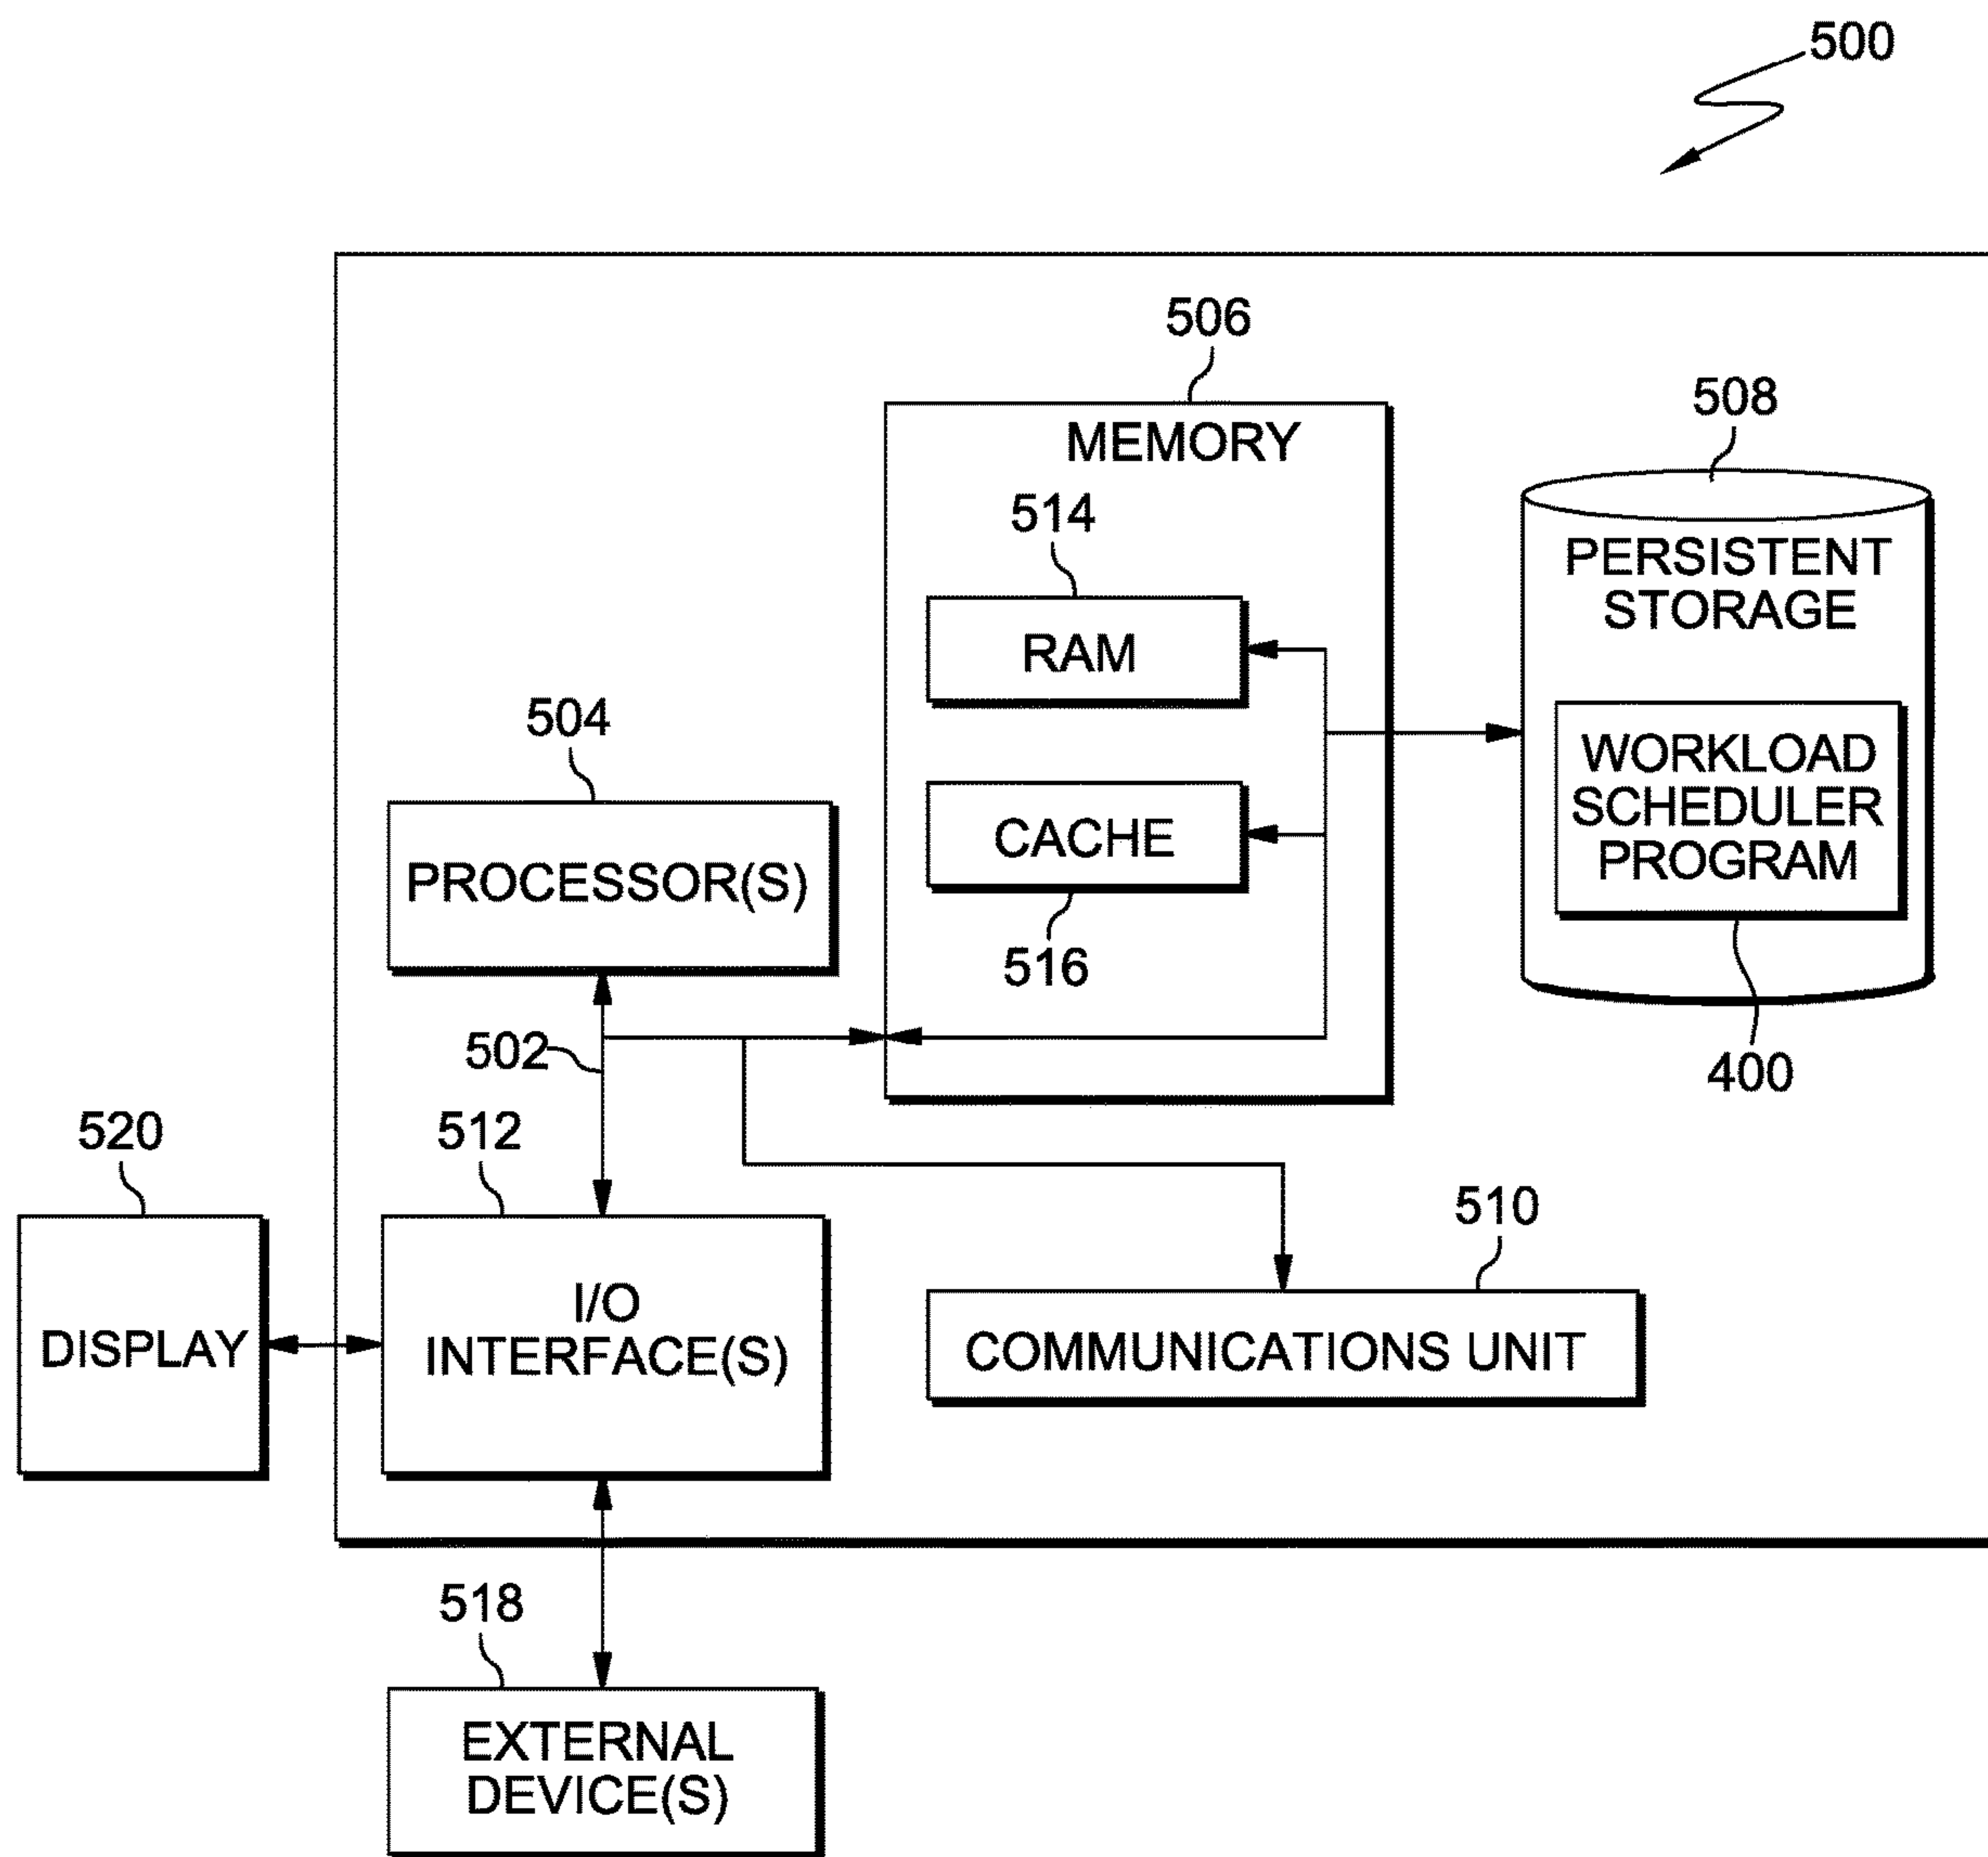 500
506
MEMORY
508
514
PERSISTENT
STORAGE
RAM
504
WORKLOAD
SCHEDULER
PROGRAM
CACHE
PROCESSOR(S)
516
502
400
520
512
510
I/O
INTERFACE(S)
DISPLAY
COMMUNICATIONS UNIT
518
EXTERNAL
DEVICE(S)